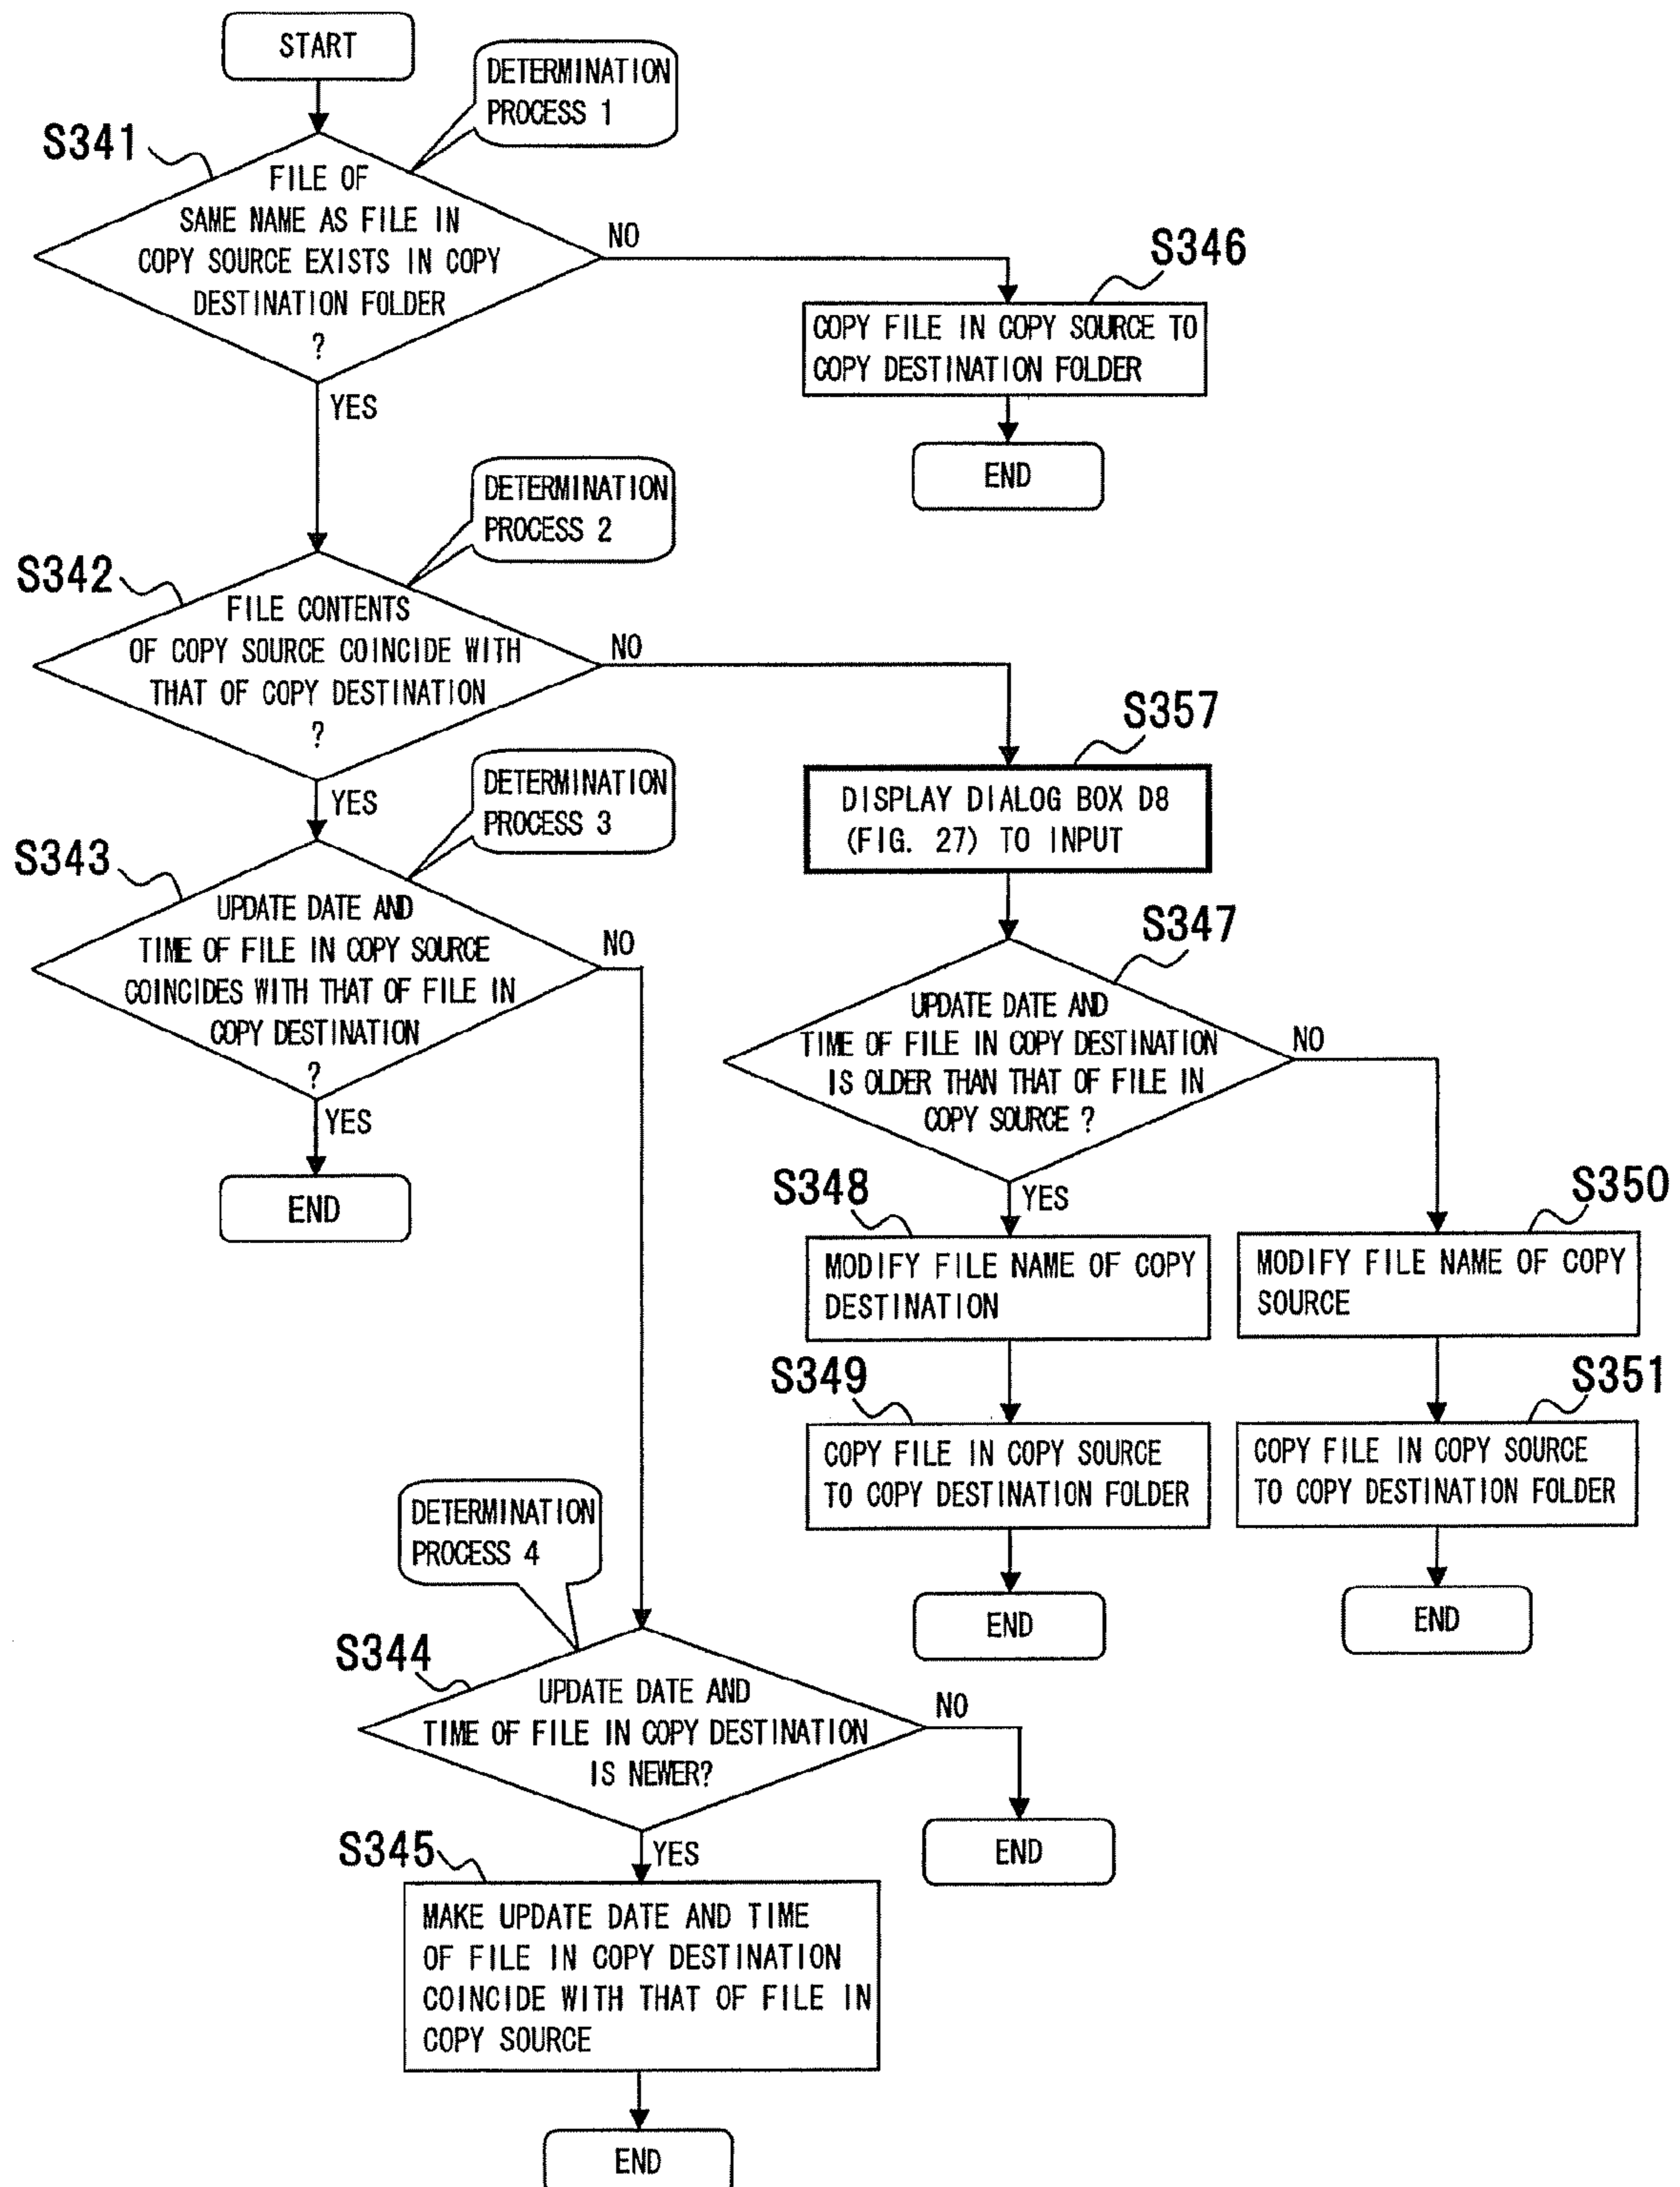 START
DETERMINATION
PROCESS 1
S341
FILE OF
SAME NAME AS FILE IN
COPY SOURCE EXISTS IN COPY
DESTINATION FOLDER
?
NO
YES
S346
COPY FILE IN COPY SOURCE TO
COPY DESTINATION FOLDER
END
DETERMINATION
PROCESS 2
S342
FILE CONTENTS
OF COPY SOURCE COINCIDE WITH
THAT OF COPY DESTINATION
?
NO
YES
DETERMINATION
PROCESS 3
S343
UPDATE DATE AND
TIME OF FILE IN COPY SOURCE
COINCIDES WITH THAT OF FILE IN
COPY DESTINATION
?
NO
YES
END
S357
DISPLAY DIALOG BOX D8
(FIG. 27) TO INPUT
S347
UPDATE DATE AND
TIME OF FILE IN COPY DESTINATION
IS OLDER THAN THAT OF FILE IN
COPY SOURCE ?
NO
YES
S348
MODIFY FILE NAME OF COPY
DESTINATION
S349
COPY FILE IN COPY SOURCE
TO COPY DESTINATION FOLDER
END
S350
MODIFY FILE NAME OF COPY
SOURCE
S351
COPY FILE IN COPY SOURCE
TO COPY DESTINATION FOLDER
END
DETERMINATION
PROCESS 4
S344
UPDATE DATE AND
TIME OF FILE IN COPY DESTINATION
IS NEWER?
NO
END
YES
S345
MAKE UPDATE DATE AND TIME
OF FILE IN COPY DESTINATION
COINCIDE WITH THAT OF FILE IN
COPY SOURCE
END